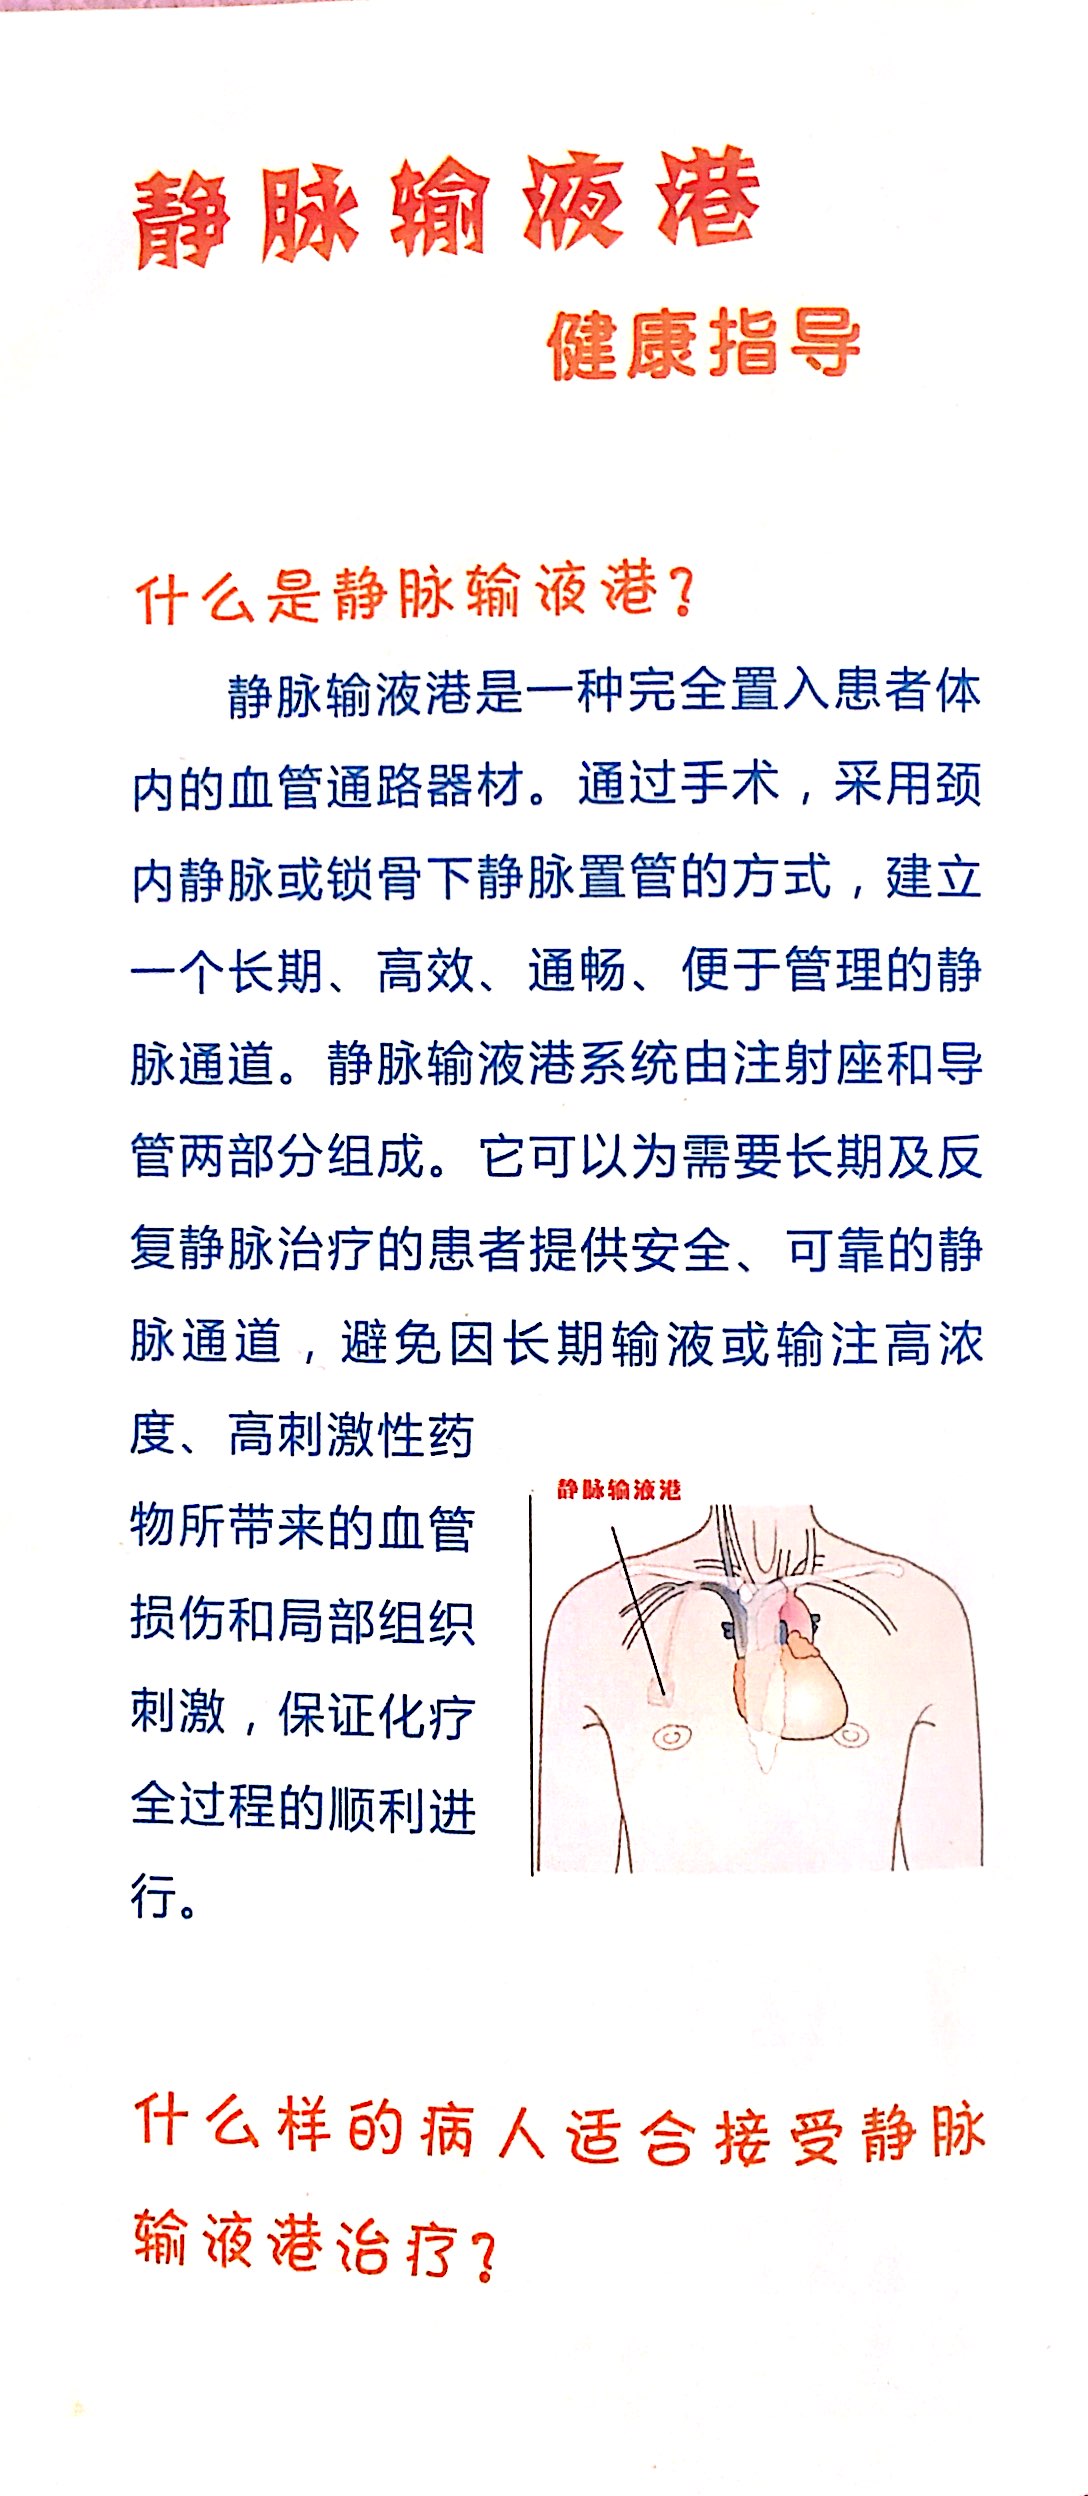 静脉输液港
健康指导
什么是静脉输液港？
静脉输液港是一种完全置入患者体
内的血管通路器材。通过手术，采用颈
内静脉或锁骨下静脉置管的方式，建立
一个长期、高效、通畅、便于管理的静
脉通道。静脉输液港系统由注射座和导
管两部分组成。它可以为需要长期及反
复静脉治疗的患者提供安全、可靠的静
脉通道，避免因长期输液或输注高浓
度、高刺激性药
物所带来的血管
损伤和局部组织
刺激，保证化疗
全过程的顺利进
行。
静脉输液港
什么样的病人适合接受静脉
输液港治疗？